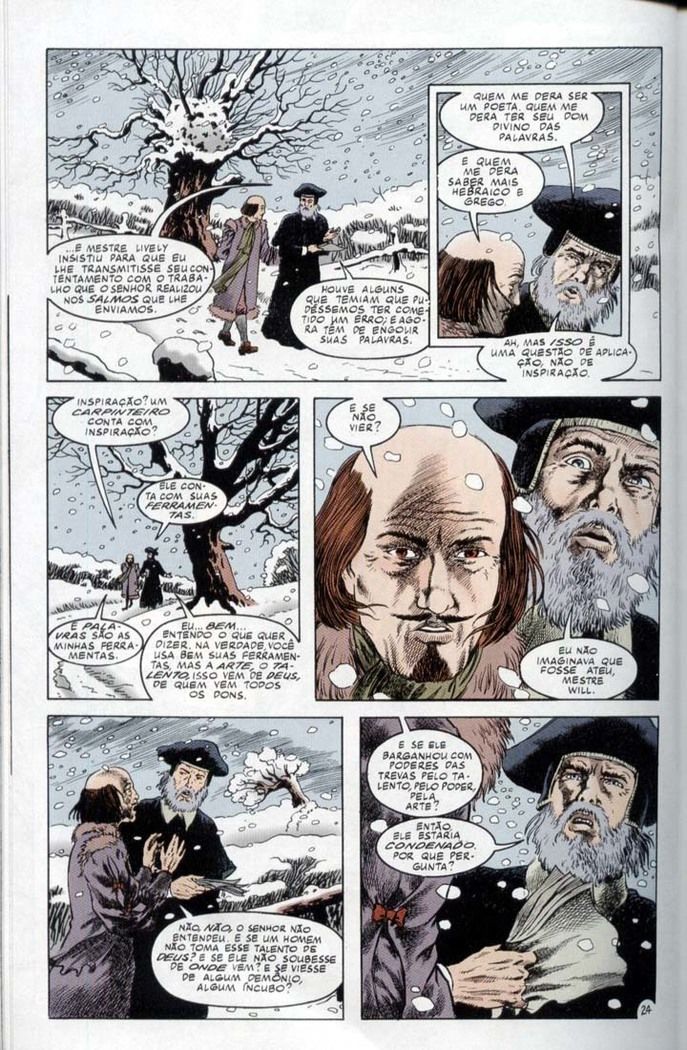 ...E MESTRE LIVELY
INSISTIU PARA QUE EU
LHE TRANSMITISSE SEU CON-
TENTAMENTO COM O TRABA-
LHO QUE O SENHOR REALIZOU
NOS SALMOS QUE LHE
ENVIAMOS.
HOUVE ALGUNS
QUE TEMIAM QUE PU-
DÉSSEMOS TER COME-
TIDO UM ERRO; E AGO-
RA TÊM DE ENGOLIR
SUAS PALAVRAS.
QUEM ME DERA SER
UM POETA. QUEM ME
DERA TER SEU DOM
DIVINO DAS
PALAVRAS.
E QUEM
ME DERA
SABER MAIS
HEBRAICO E
GREGO.
AH, MAS ISSO É
UMA QUESTÃO DE APLICA-
ÇÃO, NÃO DE
INSPIRAÇÃO.
INSPIRAÇÃO? UM
CARPINTEIRO
CONTA COM
INSPIRAÇÃO?
ELE CON-
TA COM SUAS
FERRAMEN-
TAS.
E PALA-
VRAS SÃO AS
MINHAS FERRA-
MENTAS.
EU... BEM...
ENTENDO O QUE QUER
DIZER. NA VERDADE, VOCÊ
USA BEM SUAS FERRAMEN-
TAS, MAS A ARTE, O TA-
LENTO, ISSO VEM DE DEUS,
DE QUEM VEM TODOS
OS DONS.
E SE
NÃO
VIER?
EU NÃO
IMAGINAVA QUE
FOSSE ATEU,
MESTRE
WILL.
NÃO, NÃO, O SENHOR NÃO
ENTENDEU. E SE UM HOMEM
NÃO TOMA ESSE TALENTO DE
DEUS? E SE ELE NÃO SOUBESSE
DE ONDE VEM? E SE VIESSE
DE ALGUM DEMÔNIO,
ALGUM ÍNCUBO?
E SE ELE
BARGANHOU COM
PODERES DAS
TREVAS PELO TA-
LENTO, PELO PODER,
PELA
ARTE?
ENTÃO,
ELE ESTARIA
CONDENADO.
POR QUE PER-
GUNTA?
24